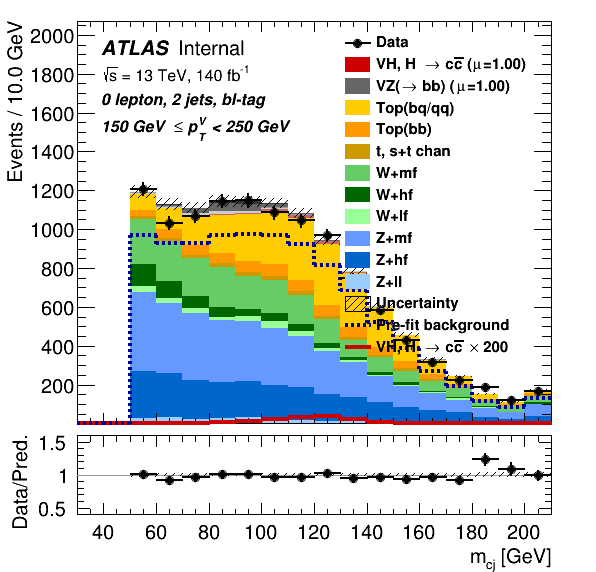 ATLAS Internal
√s = 13 TeV, 140 fb⁻¹
0 lepton, 2 jets, bl-tag
150 GeV ≤ p_T^V < 250 GeV
Data
VH, H → cc̅ (μ=1.00)
VZ(→ bb) (μ=1.00)
Top(bq/qq)
Top(bb)
t, s+t chan
W+mf
W+hf
W+lf
Z+mf
Z+hf
Z+ll
Uncertainty
Pre-fit background
VH, H → cc̅ × 200
Events / 10.0 GeV
2000
1800
1600
1400
1200
1000
800
600
400
200
Data/Pred.
1.5
1
0.5
40 60 80 100 120 140 160 180 200
m_cj [GeV]